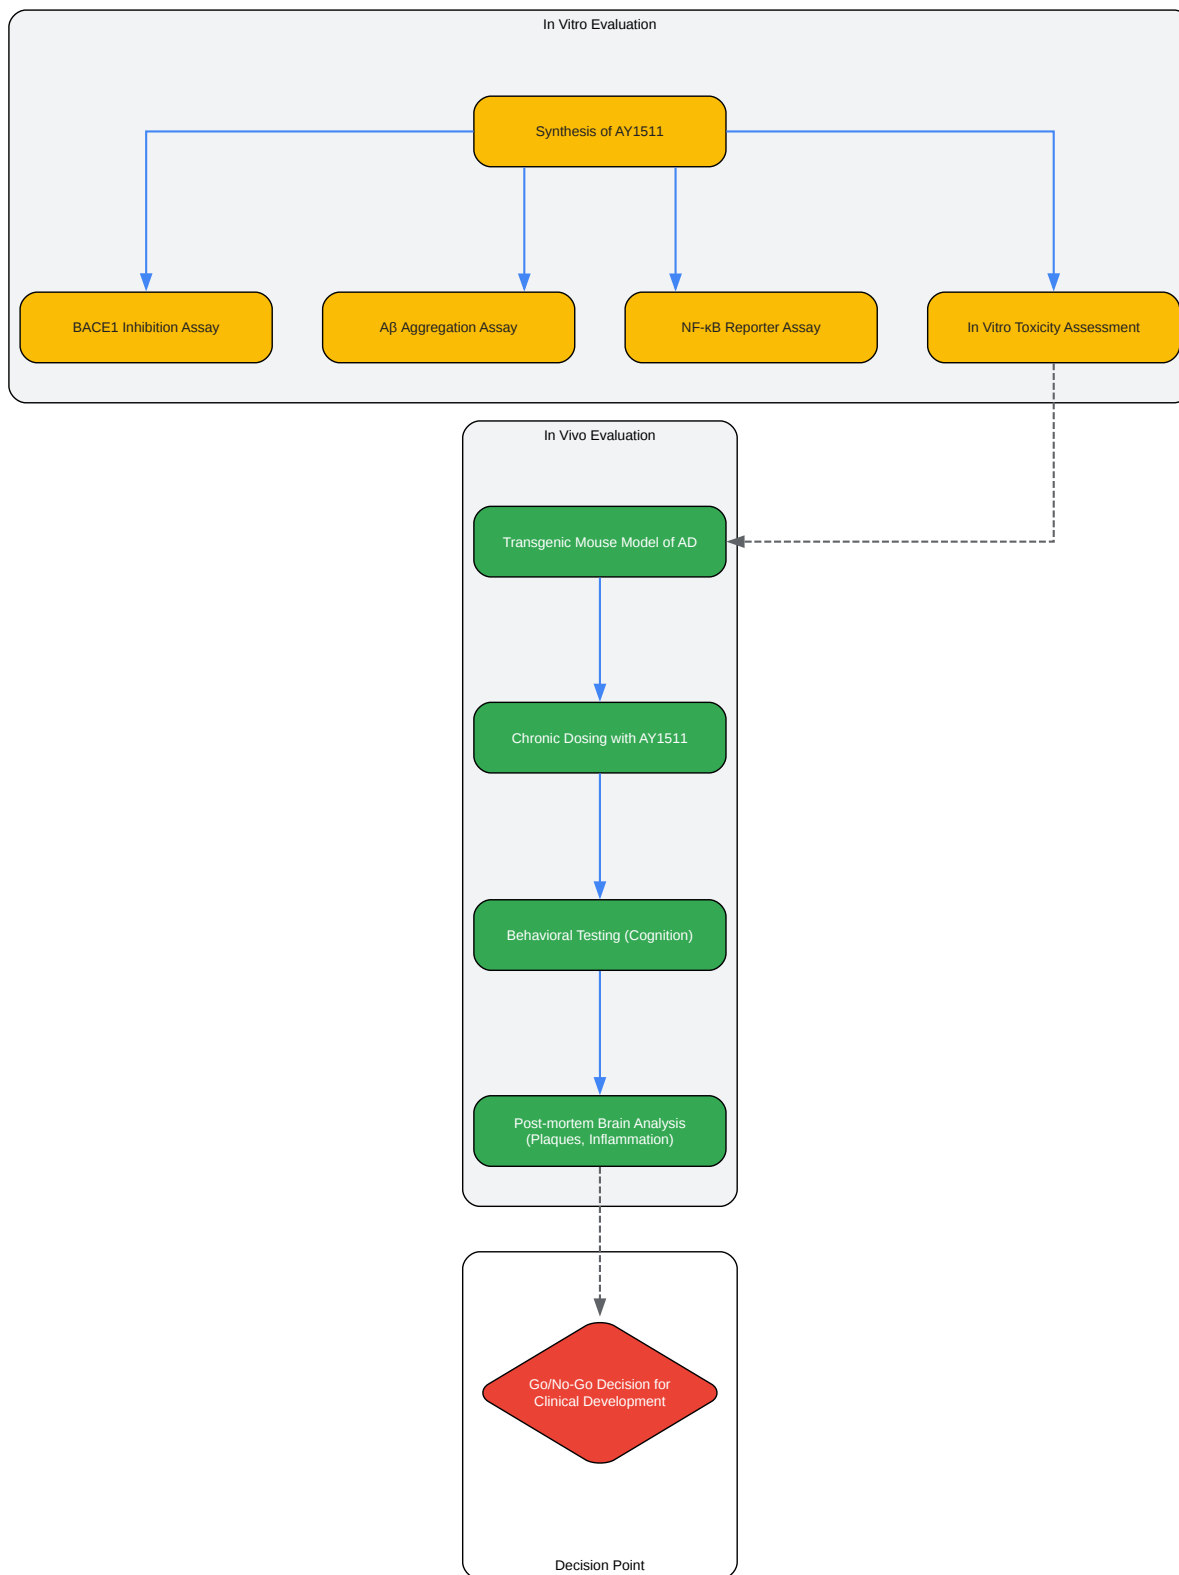 In Vitro Evaluation
Synthesis of AY1511
BACE1 Inhibition Assay
Aβ Aggregation Assay
NF-κB Reporter Assay
In Vitro Toxicity Assessment
In Vivo Evaluation
Transgenic Mouse Model of AD
Chronic Dosing with AY1511
Behavioral Testing (Cognition)
Post-mortem Brain Analysis
(Plaques, Inflammation)
Go/No-Go Decision for
Clinical Development
Decision Point